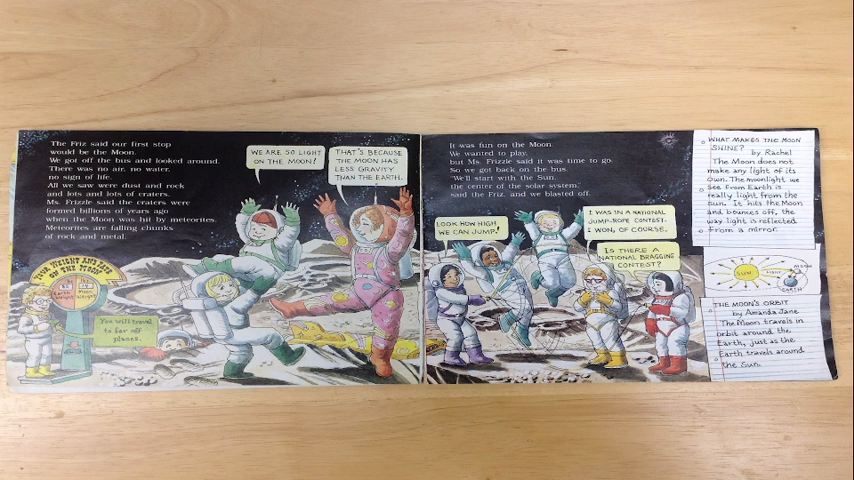 The Friz said our first stop
would be the Moon.
We got off the bus and looked around.
There was no air, no water,
no sign of life.
All we saw were dust and rock
and lots and lots of craters.
Ms. Frizzle said the craters were
formed billions of years ago
when the Moon was hit by meteorites.
Meteorites are falling chunks
of rock and metal.
WE ARE SO LIGHT
ON THE MOON!
THAT'S BECAUSE
THE MOON HAS
LESS GRAVITY
THAN THE EARTH.
YOUR WEIGHT AND FATE
ON THE MOON
You will travel
to far off
planets.
It was fun on the Moon.
We wanted to play,
but Ms. Frizzle said it was time to go.
So we got back on the bus.
"We'll start with the Sun,
the center of the solar system,"
said the Friz, and we blasted off.
LOOK HOW HIGH
WE CAN JUMP!
I WAS IN A NATIONAL
JUMP-ROPE CONTEST.
I WON, OF COURSE.
IS THERE A
NATIONAL BRAGGING
CONTEST?
WHAT MAKES THE MOON
SHINE?
by Rachel
The Moon does not
make any light of its
own. The moonlight we
see from Earth is
really light from the
sun. It hits the Moon
and bounces off, the
way light is reflected
from a mirror.
SUN
LIGHT
MOON
EARTH
THE MOON'S ORBIT
by Amanda Jane
The Moon travels in
orbit around the
Earth, just as the
Earth travels around
the Sun.